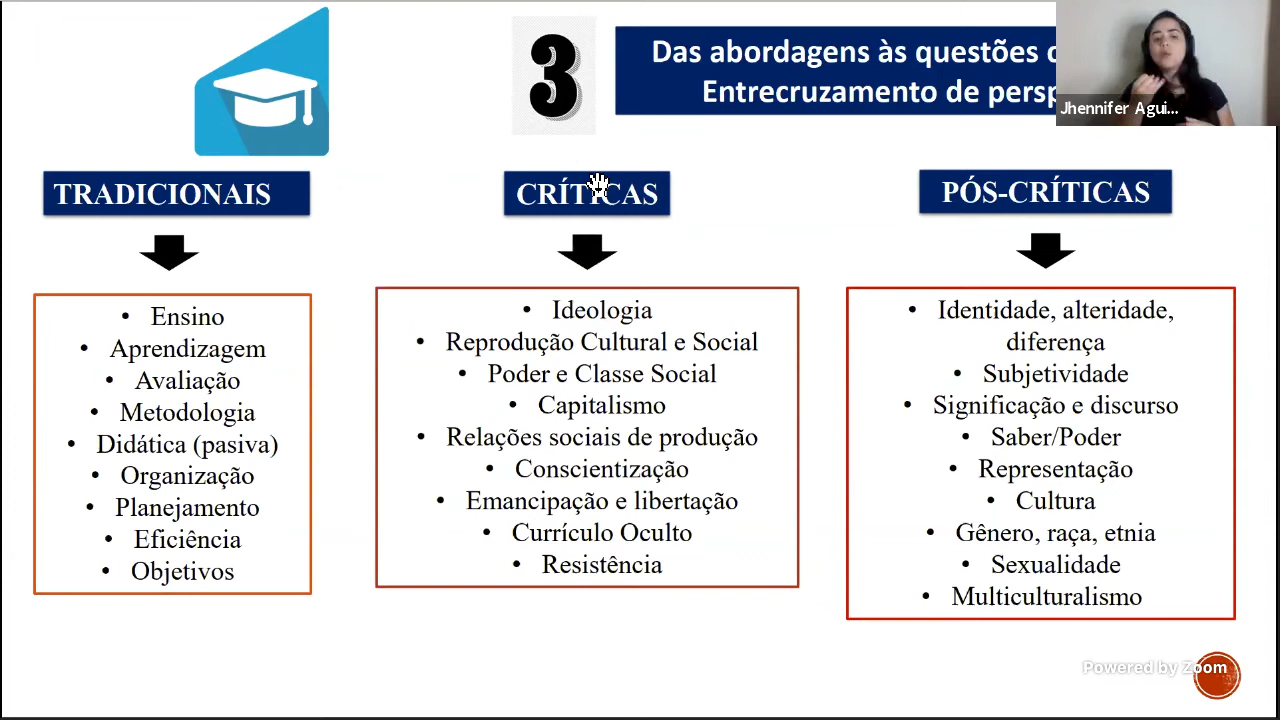 3
Das abordagens às questões
Entrecruzamento de
Jhennifer Agui...
TRADICIONAIS
• Ensino
• Aprendizagem
• Avaliação
• Metodologia
• Didática (pasiva)
• Organização
• Planejamento
• Eficiência
• Objetivos
CRÍTICAS
• Ideologia
• Reprodução Cultural e Social
• Poder e Classe Social
• Capitalismo
• Relações sociais de produção
• Conscientização
• Emancipação e libertação
• Currículo Oculto
• Resistência
PÓS-CRÍTICAS
• Identidade, alteridade,
diferença
• Subjetividade
• Significação e discurso
• Saber/Poder
• Representação
• Cultura
• Gênero, raça, etnia
• Sexualidade
• Multiculturalismo
Powered by Zoom